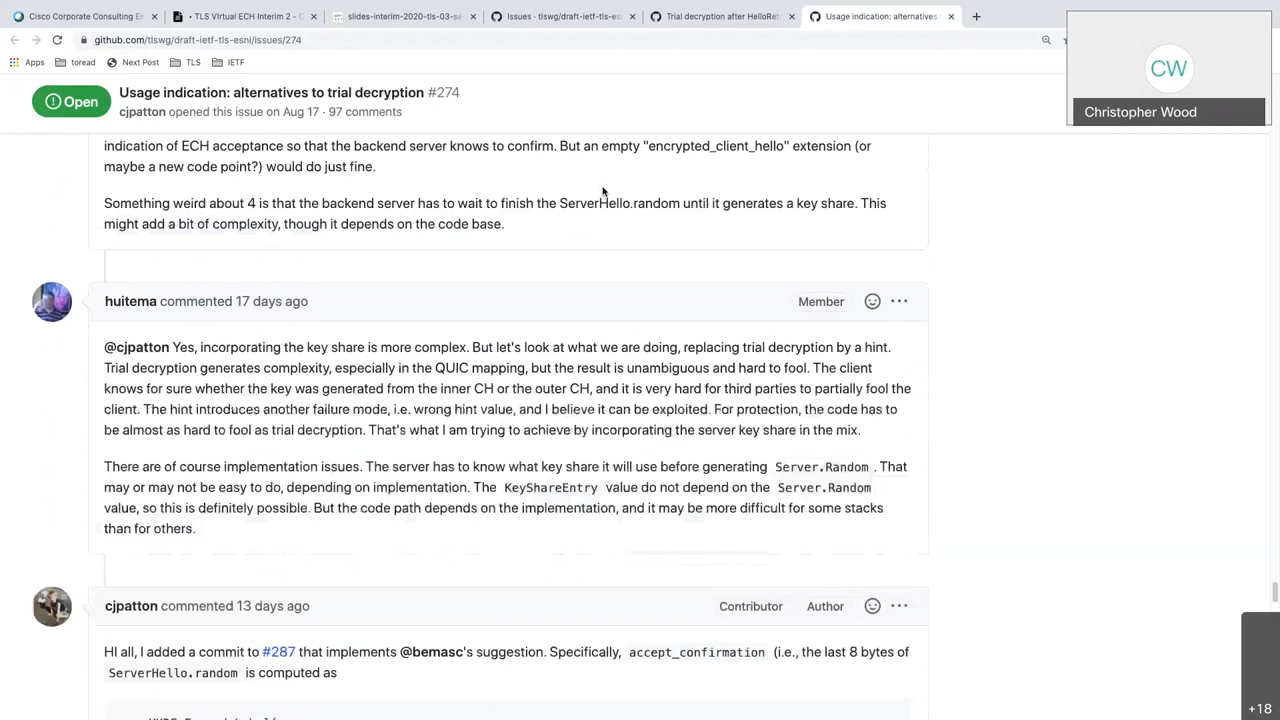 Cisco Corporate Consulting En
• TLS Virtual ECH Interim 2 - C
slides-interim-2020-tls-03-se
Issues · tlswg/draft-ietf-tls-esni
Trial decryption after HelloRetr
Usage indication: alternatives
github.com/tlswg/draft-ietf-tls-esni/issues/274
Apps
toread
Next Post
TLS
IETF
CW
Christopher Wood
Open
Usage indication: alternatives to trial decryption #274
cjpatton opened this issue on Aug 17 · 97 comments
indication of ECH acceptance so that the backend server knows to confirm. But an empty "encrypted_client_hello" extension (or
maybe a new code point?) would do just fine.
Something weird about 4 is that the backend server has to wait to finish the ServerHello.random until it generates a key share. This
might add a bit of complexity, though it depends on the code base.
huitema commented 17 days ago
Member
@cjpatton Yes, incorporating the key share is more complex. But let's look at what we are doing, replacing trial decryption by a hint.
Trial decryption generates complexity, especially in the QUIC mapping, but the result is unambiguous and hard to fool. The client
knows for sure whether the key was generated from the inner CH or the outer CH, and it is very hard for third parties to partially fool the
client. The hint introduces another failure mode, i.e. wrong hint value, and I believe it can be exploited. For protection, the code has to
be almost as hard to fool as trial decryption. That's what I am trying to achieve by incorporating the server key share in the mix.
There are of course implementation issues. The server has to know what key share it will use before generating Server.Random . That
may or may not be easy to do, depending on implementation. The KeyShareEntry value do not depend on the Server.Random
value, so this is definitely possible. But the code path depends on the implementation, and it may be more difficult for some stacks
than for others.
cjpatton commented 13 days ago
Contributor
Author
HI all, I added a commit to #287 that implements @bemasc's suggestion. Specifically, accept_confirmation (i.e., the last 8 bytes of
ServerHello.random is computed as
+18